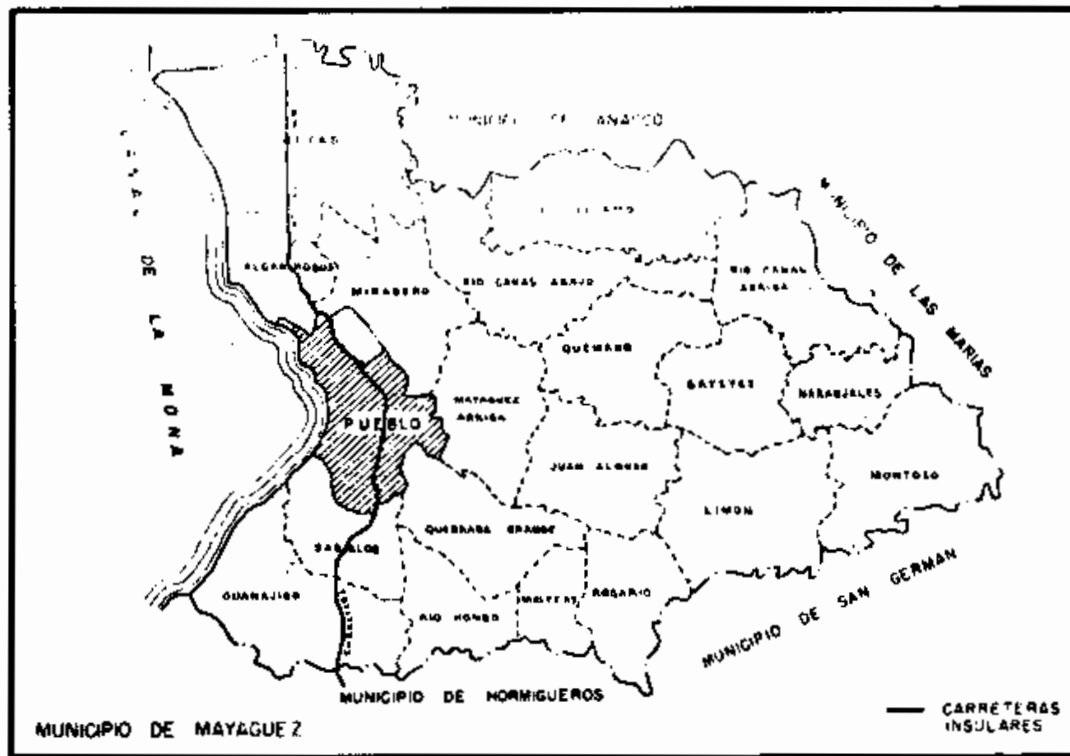 MUNICIPIO DE ANASCO
MUNICIPIO DE LAS MARIAS
DE LA MONA
MIRADERO
RIO CANAS ABAJO
RIO CANAS
ARRIBA
QUEMADO
BATEYES
NARANJALES
MAYAGUEZ
ARRIBA
PUEBLO
JUAN ALONSO
MONTOSO
LIMON
QUEBRADA GRANDE
SABALOS
GUANAJIBO
RIO HONDO
ROSARIO
MUNICIPIO DE SAN GERMAN
MUNICIPIO DE HORMIGUEROS
MUNICIPIO DE MAYAGUEZ
CARRETERAS
INSULARES